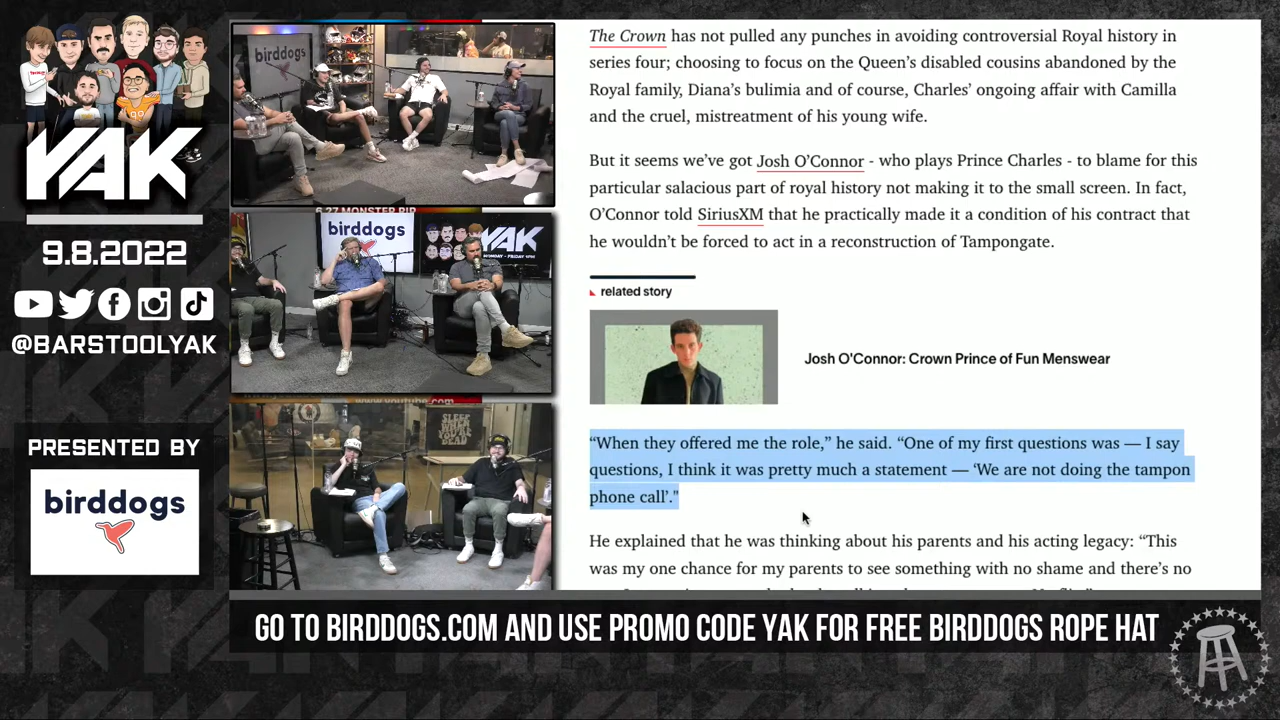 YAK
9.8.2022
@BARSTOOLYAK
PRESENTED BY
birddogs
birddogs
6.27 MONSTER RIP
birddogs
YAK
MONDAY - FRIDAY
www.youtube.com
The Crown has not pulled any punches in avoiding controversial Royal history in
series four; choosing to focus on the Queen’s disabled cousins abandoned by the
Royal family, Diana’s bulimia and of course, Charles’ ongoing affair with Camilla
and the cruel, mistreatment of his young wife.
But it seems we’ve got Josh O’Connor - who plays Prince Charles - to blame for this
particular salacious part of royal history not making it to the small screen. In fact,
O’Connor told SiriusXM that he practically made it a condition of his contract that
he wouldn’t be forced to act in a reconstruction of Tampongate.
related story
Josh O'Connor: Crown Prince of Fun Menswear
“When they offered me the role,” he said. “One of my first questions was — I say
questions, I think it was pretty much a statement — ‘We are not doing the tampon
phone call’."
He explained that he was thinking about his parents and his acting legacy: “This
was my one chance for my parents to see something with no shame and there’s no
GO TO BIRDDOGS.COM AND USE PROMO CODE YAK FOR FREE BIRDDOGS ROPE HAT